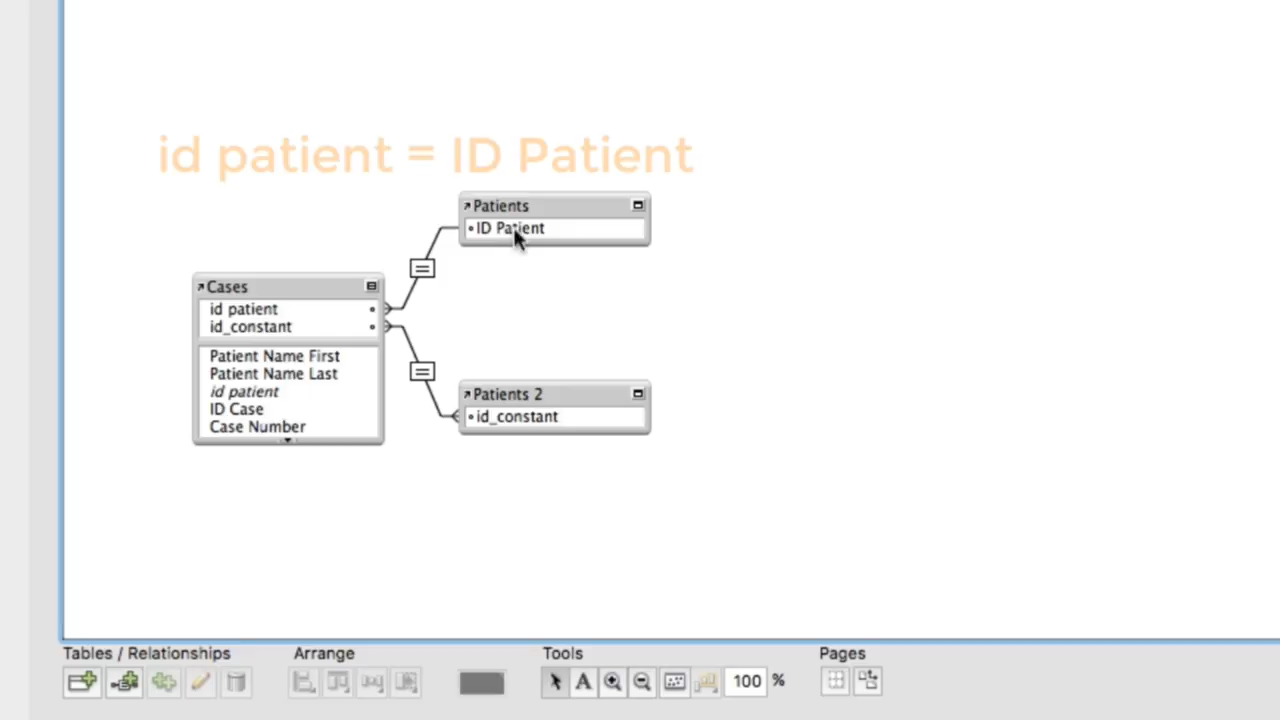 id patient = ID Patient
Patients
ID Patient
Cases
id patient
id_constant
Patient Name First
Patient Name Last
id patient
ID Case
Case Number
Patients 2
id_constant
Tables / Relationships
Arrange
Tools
Pages
A
100 %